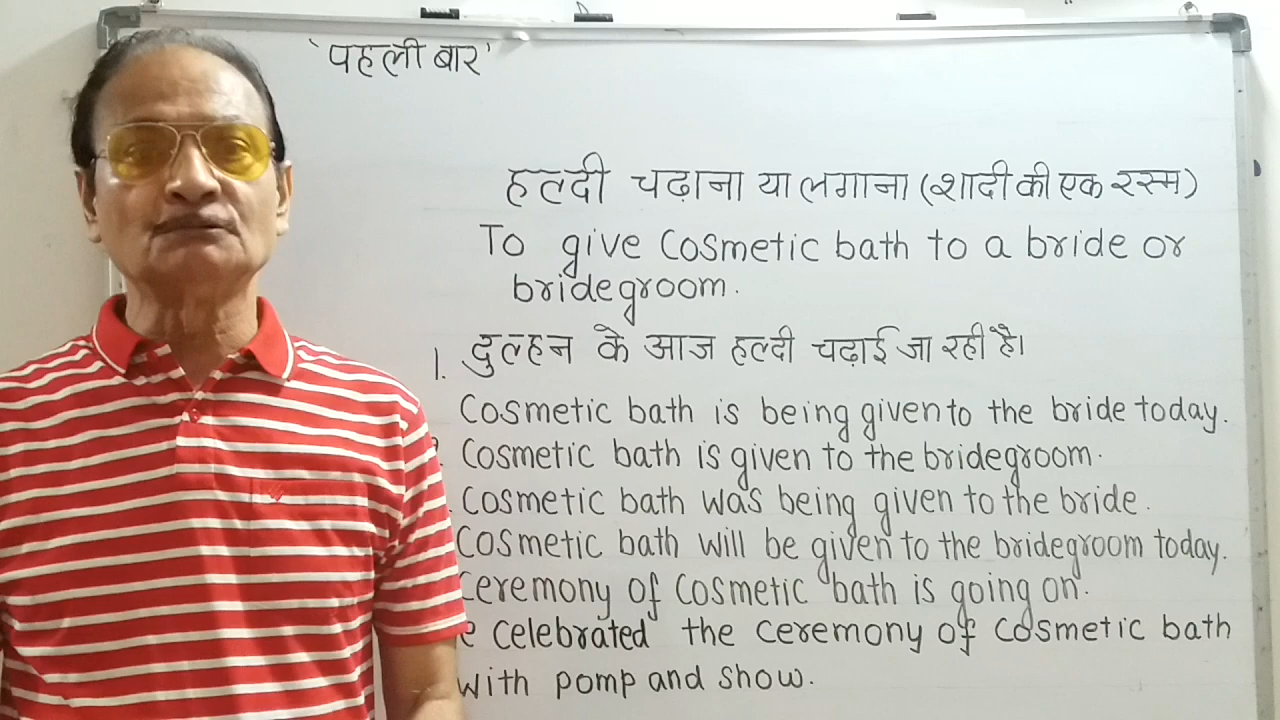 'पहली बार'
हल्दी चढ़ाना या लगाना (शादी की एक रस्म)
To give Cosmetic bath to a bride or
bridegroom.
1. दुल्हन के आज हल्दी चढ़ाई जा रही है।
Cosmetic bath is being given to the bride today.
Cosmetic bath is given to the bridegroom.
Cosmetic bath was being given to the bride.
Cosmetic bath will be given to the bridegroom today.
Ceremony of Cosmetic bath is going on.
Celebrated the ceremony of cosmetic bath
with pomp and show.